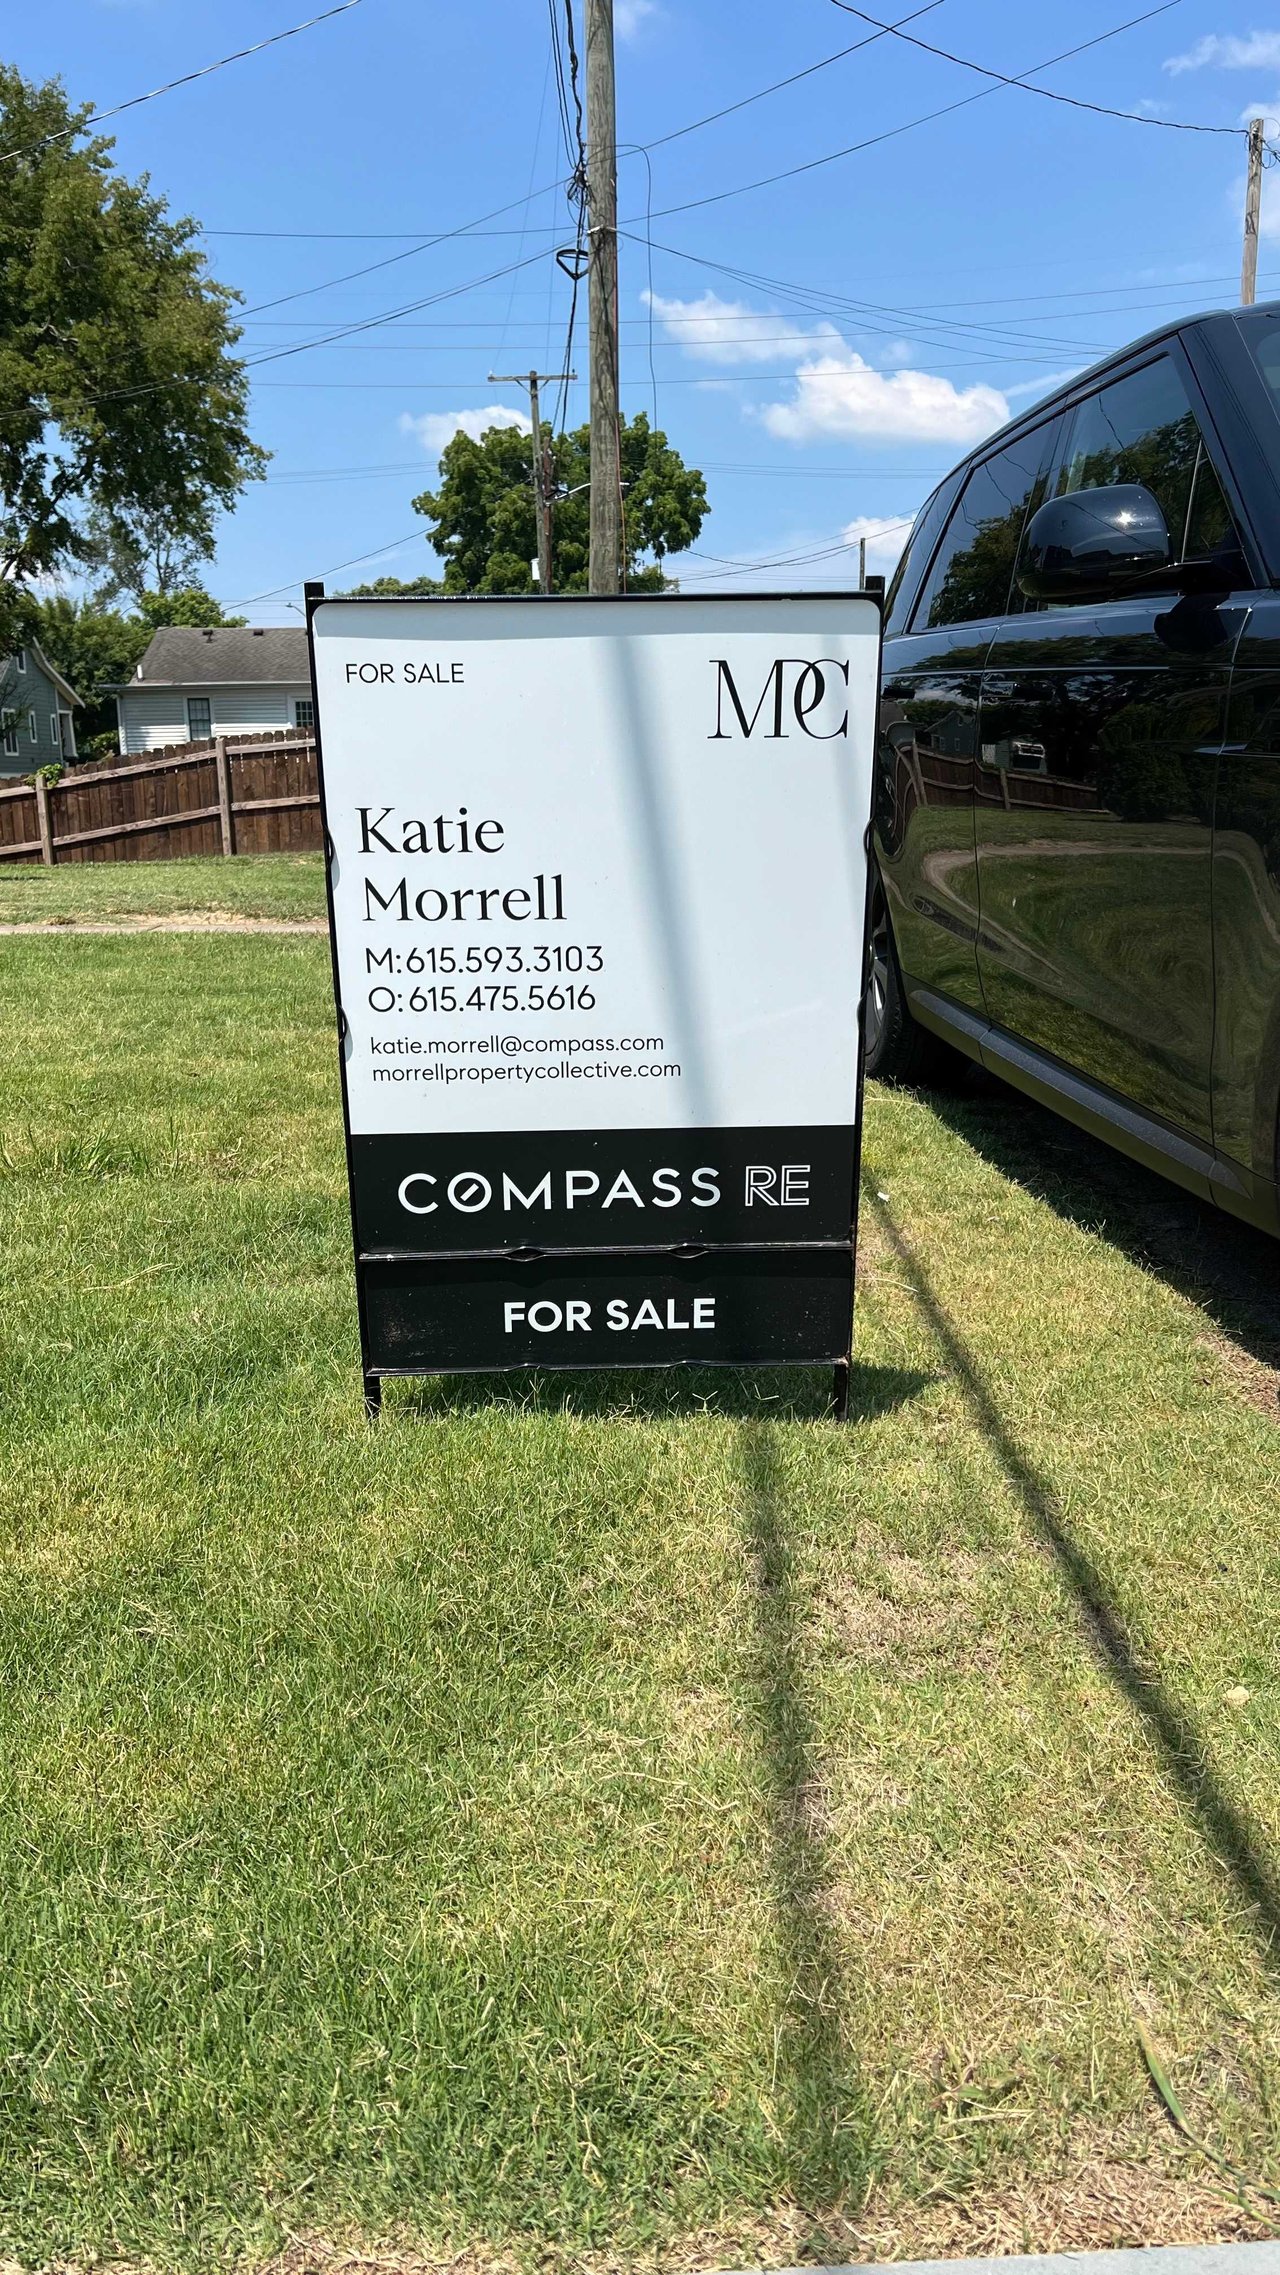 FOR SALE
MPC
Katie
Morrell
M:615.593.3103
O:615.475.5616
katie.morrell@compass.com
morrellpropertycollective.com
COMPASS RE
FOR SALE